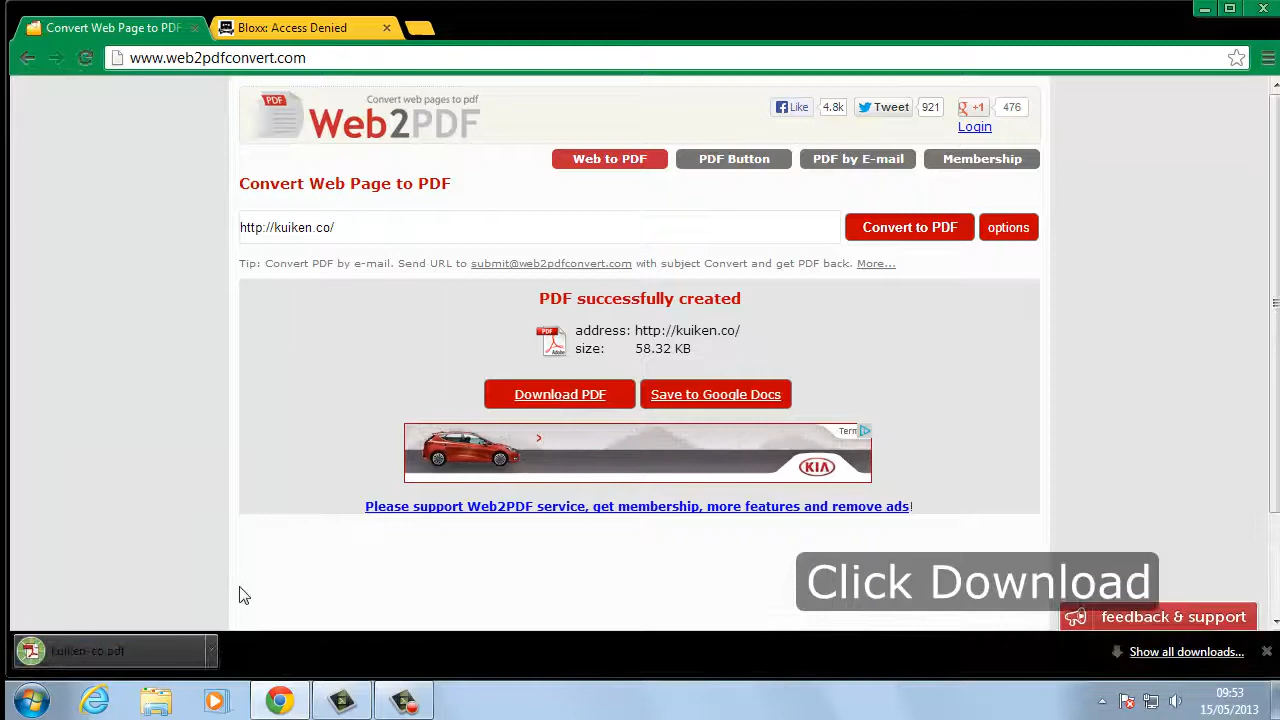 Convert Web Page to PDF
Bloxx: Access Denied
www.web2pdfconvert.com
PDF
Convert web pages to pdf
Web2PDF
Like 4.8k Tweet 921 +1 476
Login
Web to PDF PDF Button PDF by E-mail Membership
Convert Web Page to PDF
http://kuiken.co/ Convert to PDF options
Tip: Convert PDF by e-mail. Send URL to submit@web2pdfconvert.com with subject Convert and get PDF back. More...
PDF successfully created
address: http://kuiken.co/
size: 58.32 KB
Download PDF Save to Google Docs
KIA
Please support Web2PDF service, get membership, more features and remove ads!
Click Download
feedback & support
kuiken-co.pdf Show all downloads...
09:53
15/05/2013